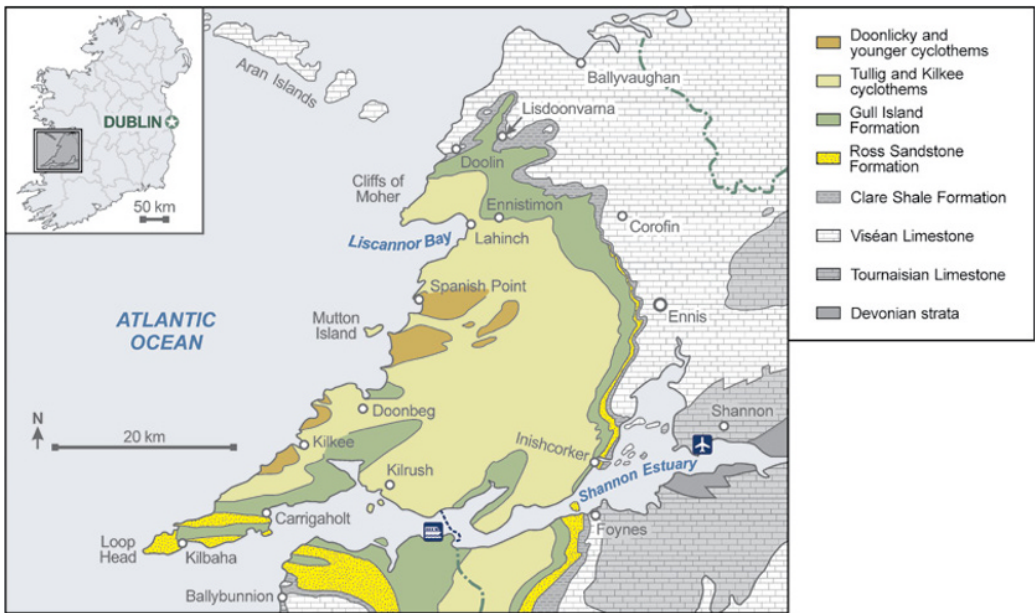 DUBLIN
50 km
Aran Islands
Ballyvaughan
Lisdoonvarna
Doolin
Cliffs of
Moher
Ennistimon
Liscannor Bay
Lahinch
Corofin
Spanish Point
Mutton
Island
Ennis
ATLANTIC
OCEAN
N
20 km
Doonbeg
Kilkee
Shannon
Inishcorker
Kilrush
Shannon Estuary
Carrigaholt
Foynes
Loop
Head
Kilbaha
Ballybunnion
Doonlicky and
younger cyclothems
Tullig and Kilkee
cyclothems
Gull Island
Formation
Ross Sandstone
Formation
Clare Shale Formation
Viséan Limestone
Tournaisian Limestone
Devonian strata